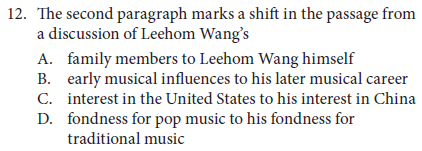 12. The second paragraph marks a shift in the passage from
a discussion of Leehom Wang's
A. family members to Leehom Wang himself
B. early musical influences to his later musical career
C. interest in the United States to his interest in China
D. fondness for pop music to his fondness for
traditional music